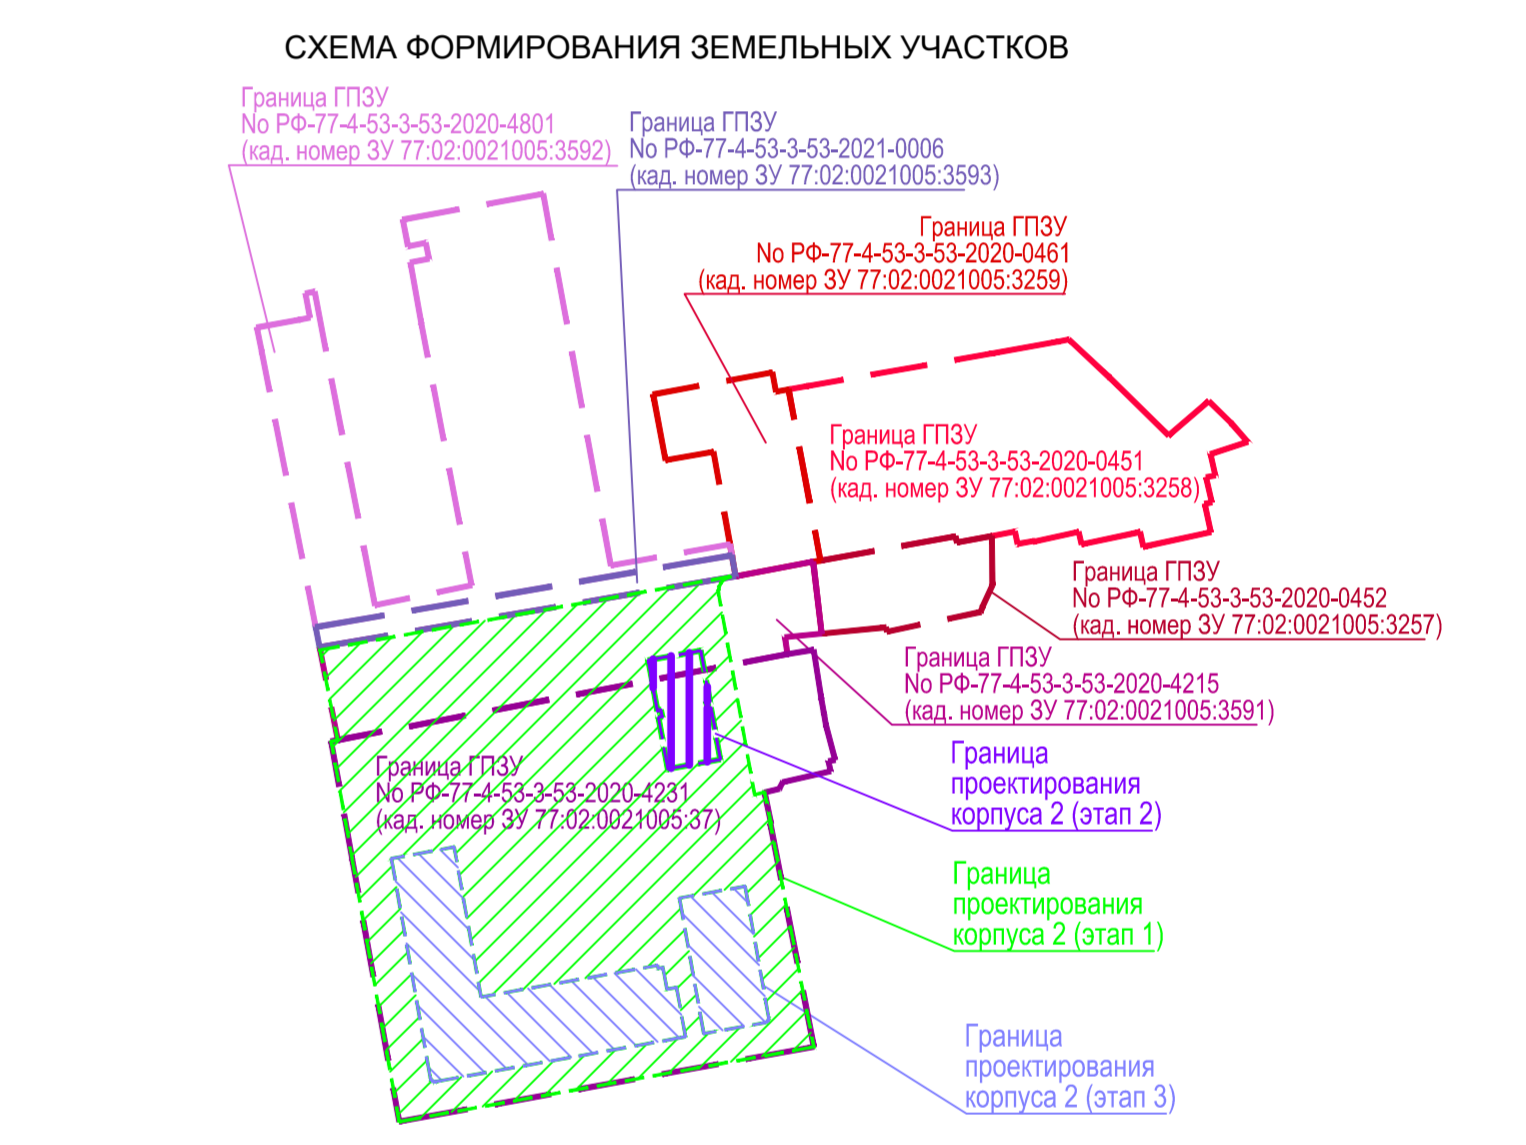 СХЕМА ФОРМИРОВАНИЯ ЗЕМЕЛЬНЫХ УЧАСТКОВ
Граница ГПЗУ
No РФ-77-4-53-3-53-2020-4801
(кад. номер ЗУ 77:02:0021005:3592)
Граница ГПЗУ
No РФ-77-4-53-3-53-2021-0006
(кад. номер ЗУ 77:02:0021005:3593)
Граница ГПЗУ
No РФ-77-4-53-3-53-2020-0461
(кад. номер ЗУ 77:02:0021005:3259)
Граница ГПЗУ
No РФ-77-4-53-3-53-2020-0451
(кад. номер ЗУ 77:02:0021005:3258)
Граница ГПЗУ
No РФ-77-4-53-3-53-2020-0452
(кад. номер ЗУ 77:02:0021005:3257)
Граница ГПЗУ
No РФ-77-4-53-3-53-2020-4215
(кад. номер ЗУ 77:02:0021005:3591)
Граница ГПЗУ
No РФ-77-4-53-3-53-2020-4231
(кад. номер ЗУ 77:02:0021005:37)
Граница
проектирования
корпуса 2 (этап 2)
Граница
проектирования
корпуса 2 (этап 1)
Граница
проектирования
корпуса 2 (этап 3)